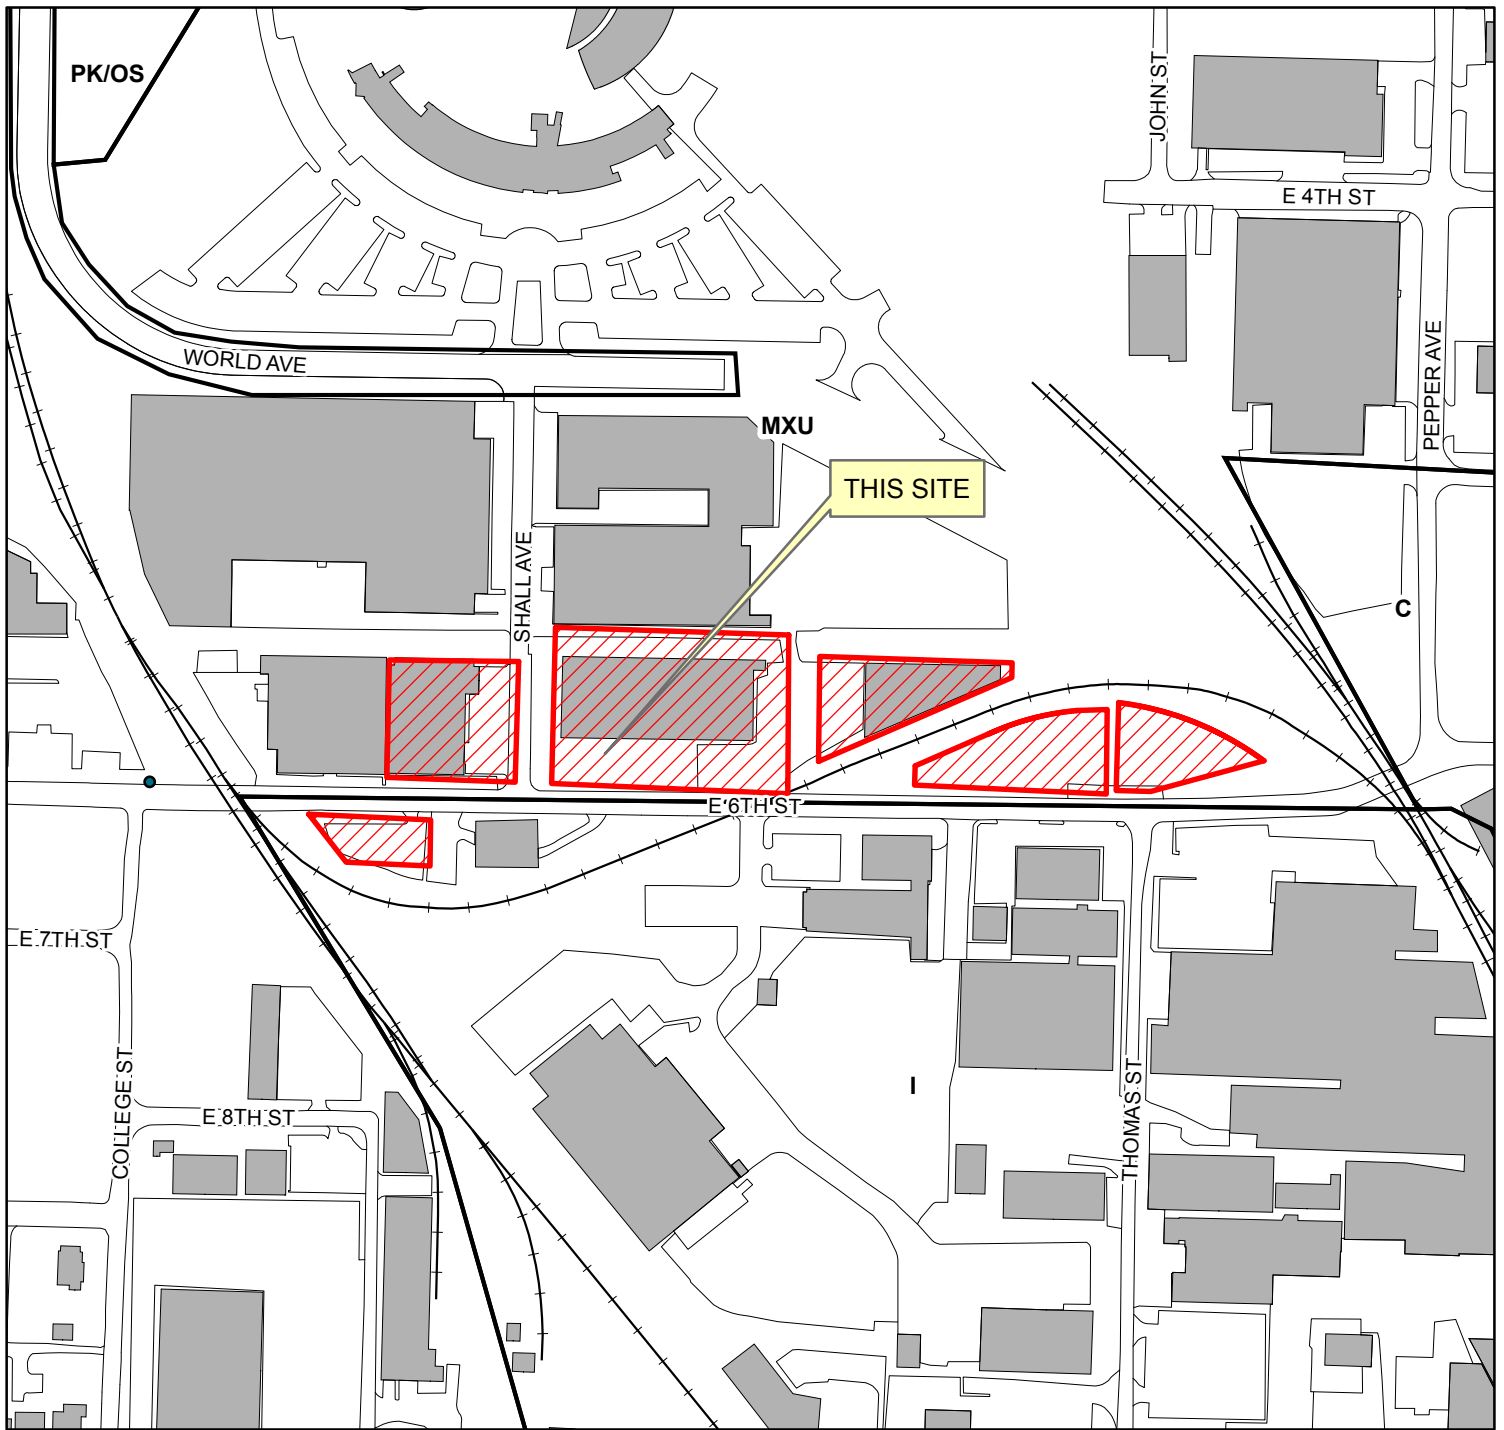 PK/OS
JOHN ST
E 4TH ST
WORLD AVE
PEPPER AVE
MXU
THIS SITE
SHALL AVE
C
E 6TH ST
E 7TH ST
I
COLLEGE ST
E 8TH ST
THOMAS ST